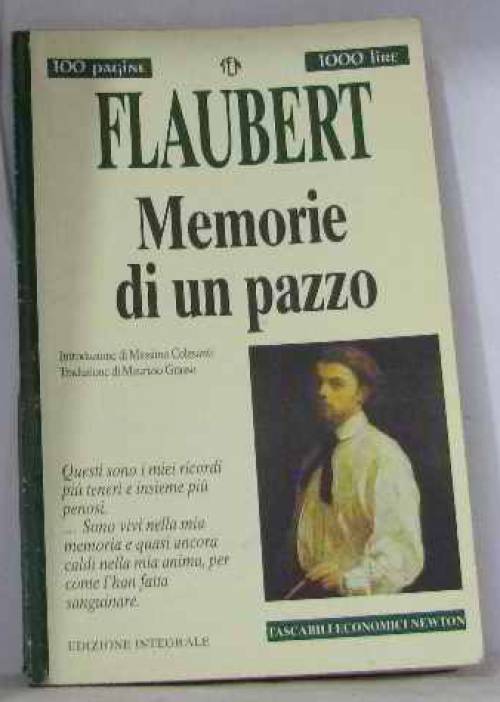 100 pagine
TEN
1000 lire
FLAUBERT
Memorie
di un pazzo
Introduzione di Massimo Colesanti
Traduzione di Maurizio Grasso
Questi sono i miei ricordi
più teneri e insieme più
penosi.
... Sono vivi nella mia
memoria e quasi ancora
caldi nella mia anima, per
come l'han fatta
sanguinare.
EDIZIONE INTEGRALE
TASCABILI ECONOMICI NEWTON